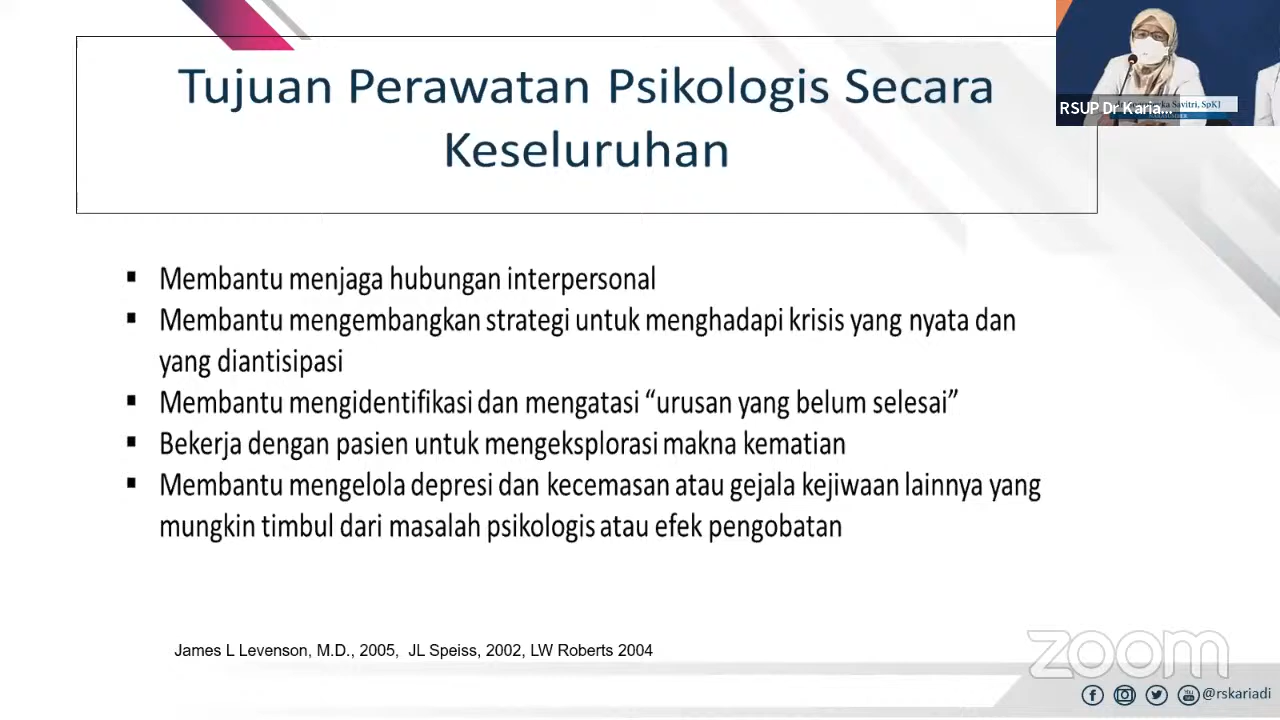 Tujuan Perawatan Psikologis Secara
Keseluruhan
RSUP Dr Karia...
Savitri, SpKJ
▪ Membantu menjaga hubungan interpersonal
▪ Membantu mengembangkan strategi untuk menghadapi krisis yang nyata dan
yang diantisipasi
▪ Membantu mengidentifikasi dan mengatasi “urusan yang belum selesai”
▪ Bekerja dengan pasien untuk mengeksplorasi makna kematian
▪ Membantu mengelola depresi dan kecemasan atau gejala kejiwaan lainnya yang
mungkin timbul dari masalah psikologis atau efek pengobatan
James L Levenson, M.D., 2005, JL Speiss, 2002, LW Roberts 2004
zoom
@rskariadi